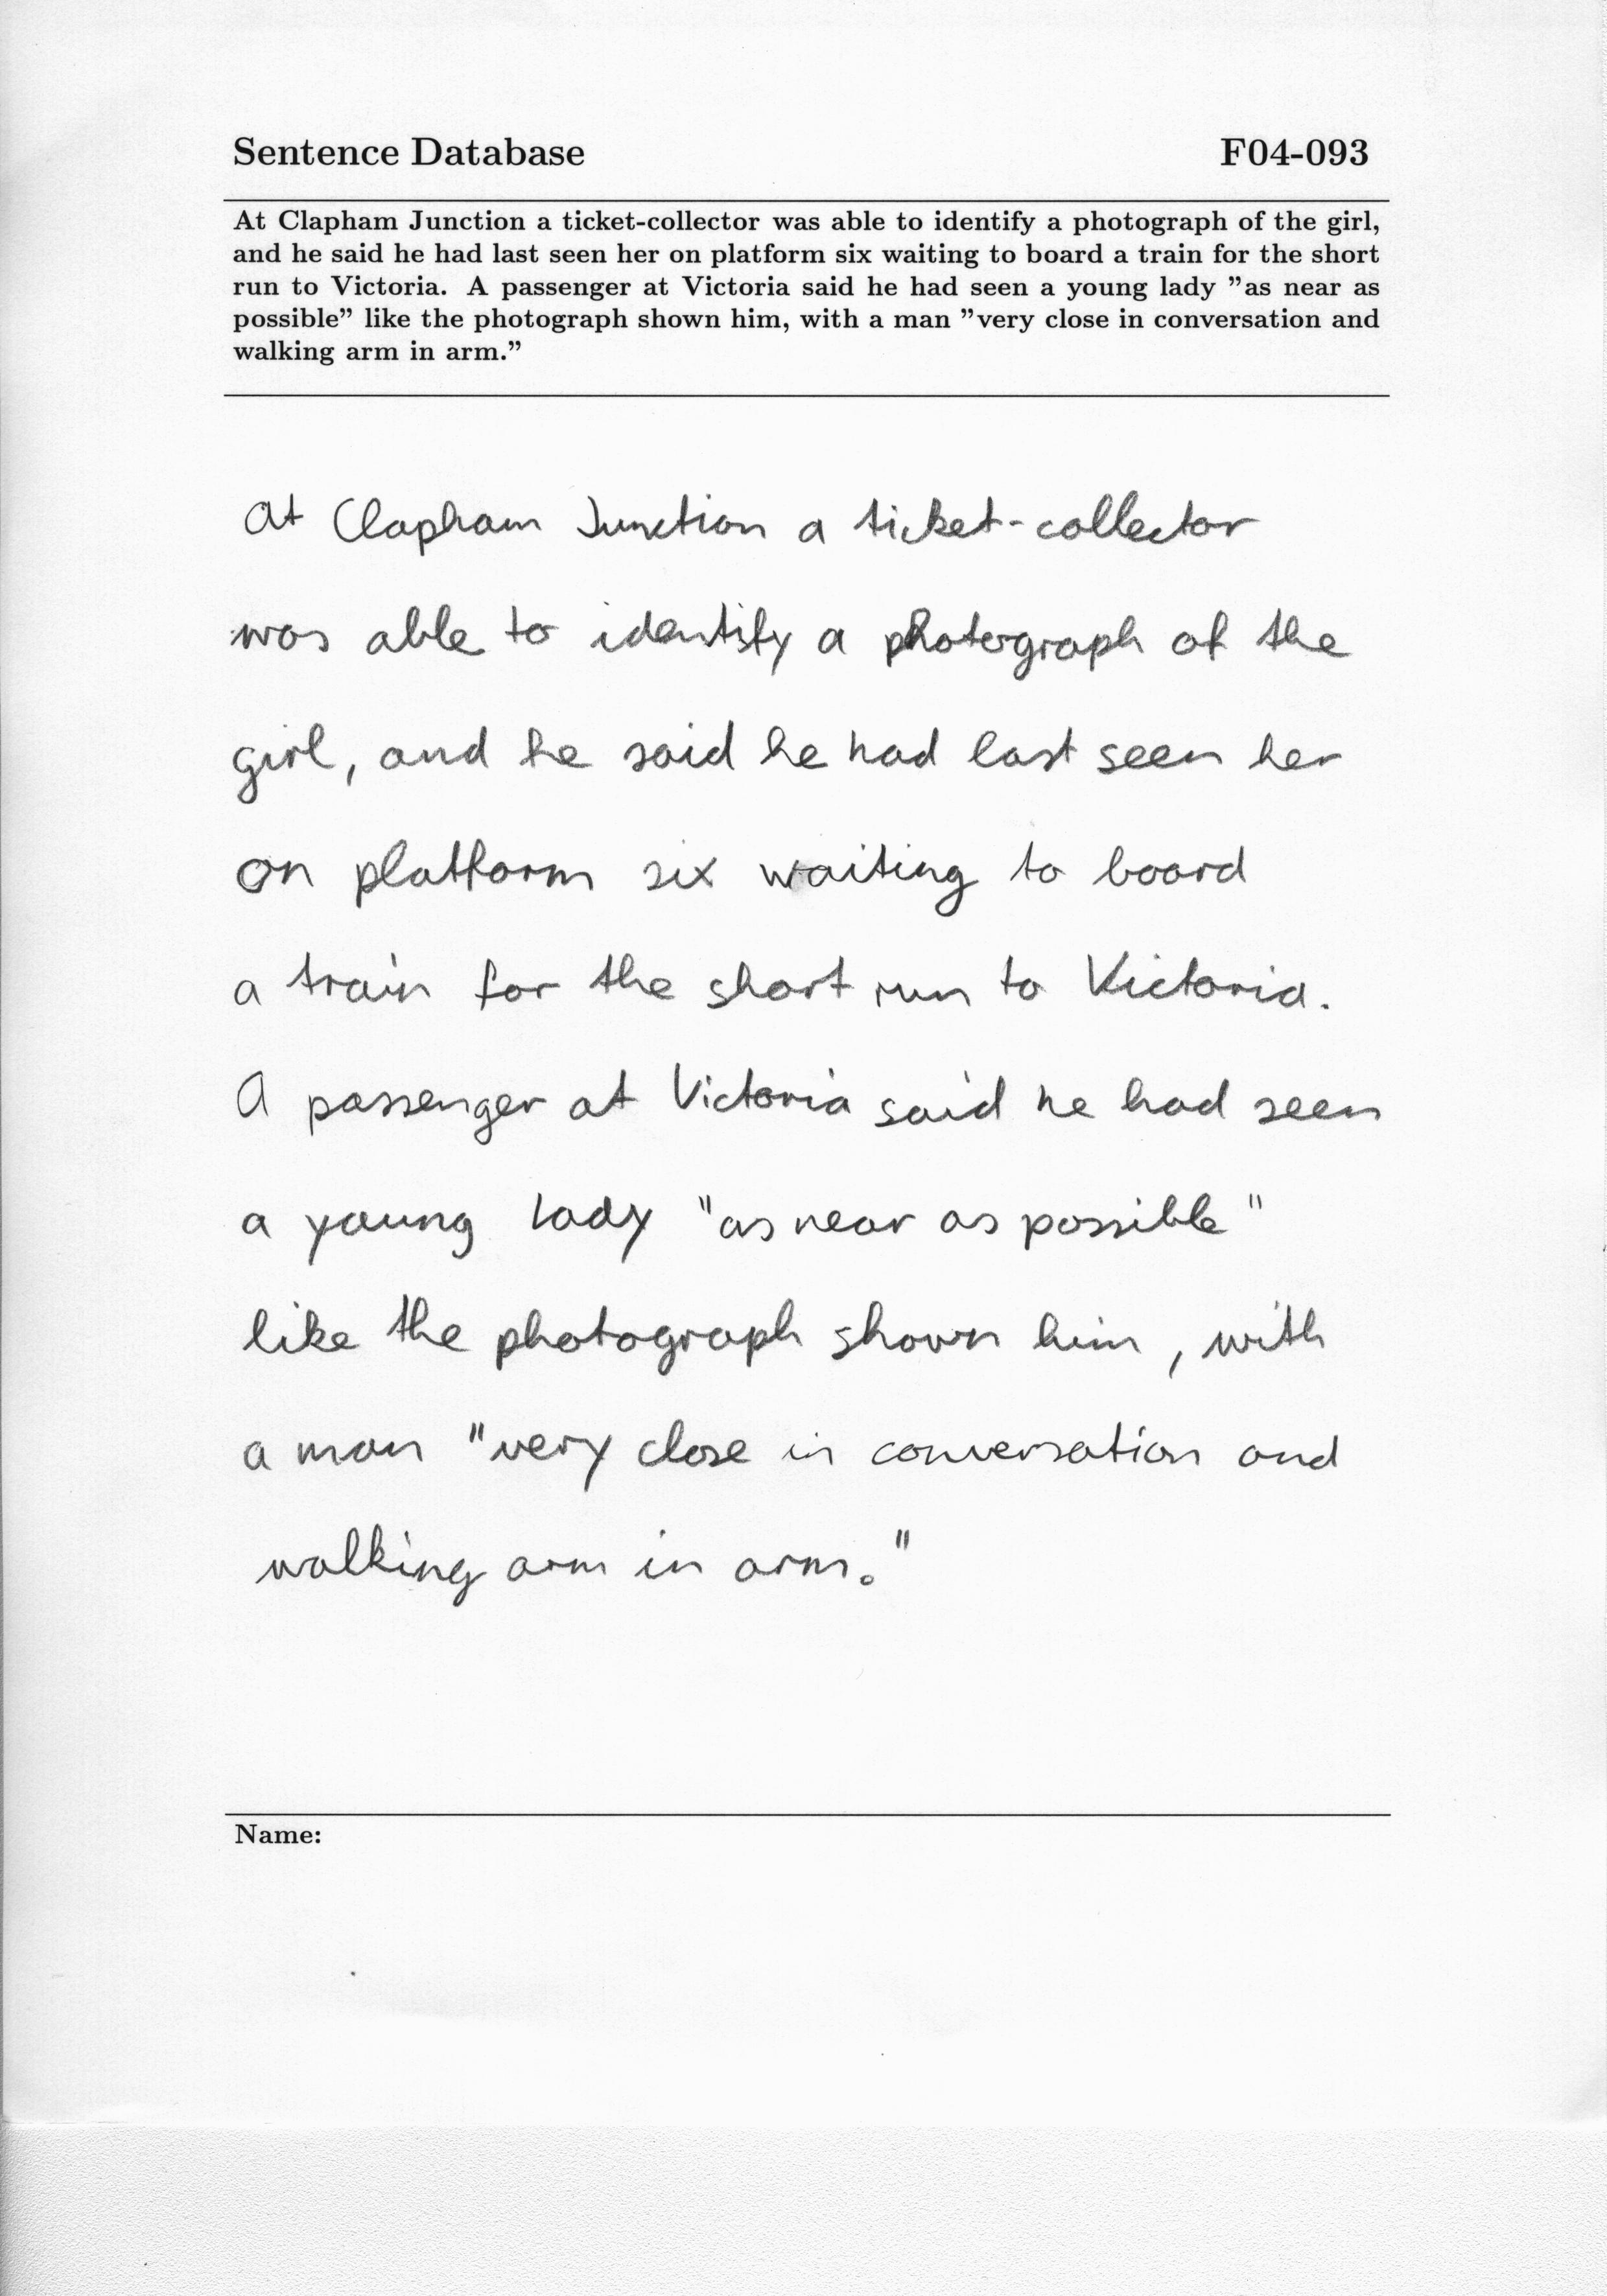 Sentence Database F04-093
At Clapham Junction a ticket-collector was able to identify a photograph of the girl,
and he said he had last seen her on platform six waiting to board a train for the short
run to Victoria. A passenger at Victoria said he had seen a young lady ”as near as
possible” like the photograph shown him, with a man ”very close in conversation and
walking arm in arm.”
At Clapham Junction a ticket-collector
was able to identify a photograph of the
girl, and he said he had last seen her
on platform six waiting to board
a train for the short run to Victoria.
A passenger at Victoria said he had seen
a young lady "as near as possible"
like the photograph shown him, with
a man "very close in conversation and
walking arm in arm."
Name: